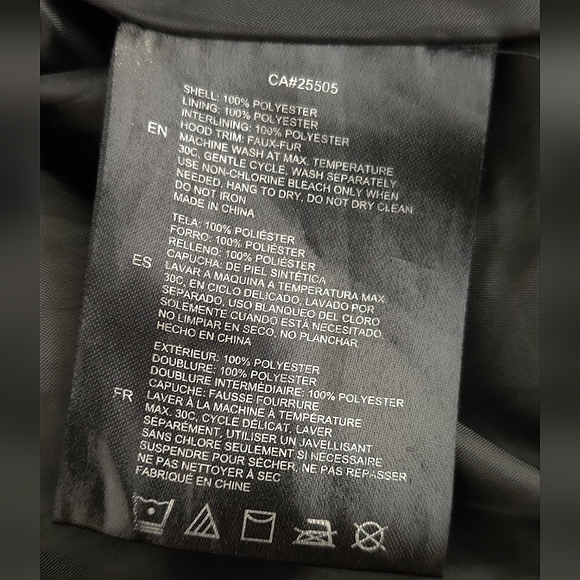 CA#25505
SHELL: 100% POLYESTER
LINING: 100% POLYESTER
INTERLINING: 100% POLYESTER
HOOD TRIM: FAUX-FUR
EN
MACHINE WASH AT MAX. TEMPERATURE
30C, GENTLE CYCLE, WASH SEPARATELY
USE NON-CHLORINE BLEACH ONLY WHEN
NEEDED, HANG TO DRY, DO NOT DRY CLEAN
DO NOT IRON
MADE IN CHINA
TELA: 100% POLIÉSTER
FORRO: 100% POLIÉSTER
RELLENO: 100% POLIÉSTER
CAPUCHA: DE PIEL SINTÉTICA
ES
LAVAR A MAQUINA A TEMPERATURA MAX
30C, EN CICLO DELICADO, LAVADO POR
SEPARADO, USO BLANQUEO DEL CLORO
SÓLEMENTE CUANDO ESTÁ NECESITADO,
NO LIMPIAR EN SECO, NO PLANCHAR
HECHO EN CHINA
EXTÉRIEUR: 100% POLYESTER
DOUBLURE: 100% POLYESTER
DOUBLURE INTERMÉDIAIRE: 100% POLYESTER
CAPUCHE: FAUSSE FOURRURE
FR
LAVER À LA MACHINE À TEMPÉRATURE
MAX. 30C, CYCLE DÉLICAT, LAVER
SÉPARÉMENT, UTILISER UN JAVELLISANT
SANS CHLORE SEULEMENT SI NECESSAIRE
SUSPENDRE POUR SÉCHER, NE PAS REPASSER
NE PAS NETTOYER À SEC
FABRIQUÉ EN CHINE